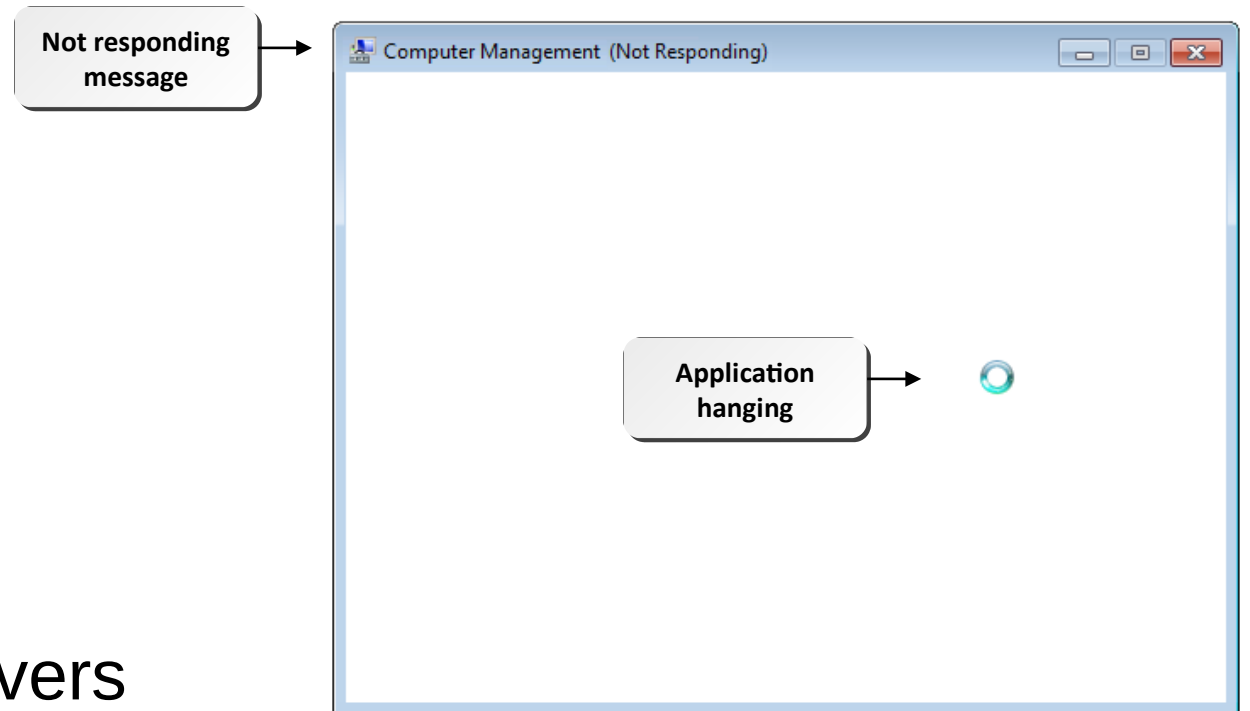 Not responding
message
Computer Management (Not Responding)
Application
hanging
vers